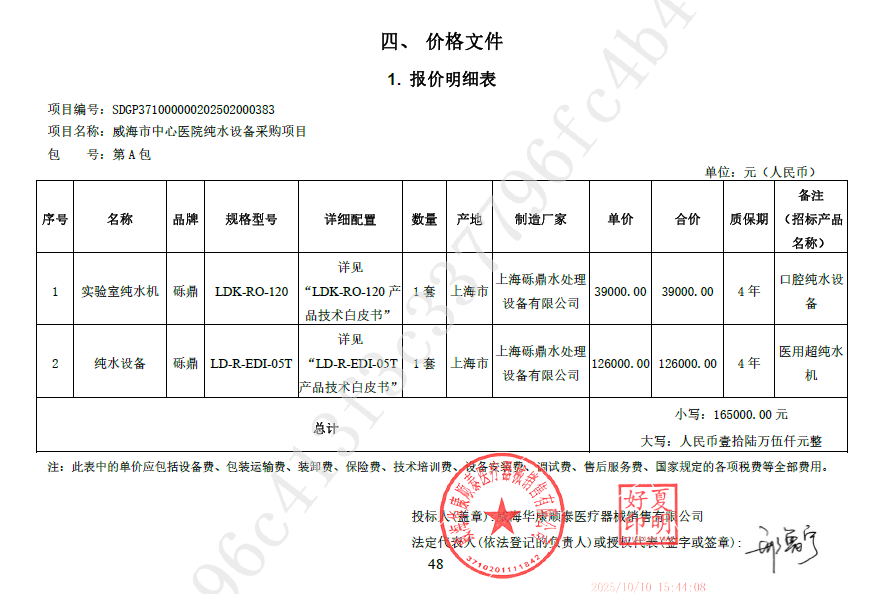 四、 价格文件
1. 报价明细表
项目编号：SDGP371000000202502000383
项目名称：威海市中心医院纯水设备采购项目
包 号：第 A 包
单位：元（人民币）
序号 名称 品牌 规格型号 详细配置 数量 产地 制造厂家 单价 合价 质保期 备注（招标产品名称）
1 实验室纯水机 砾鼎 LDK-RO-120 详见“LDK-RO-120 产品技术白皮书” 1 套 上海市 上海砾鼎水处理设备有限公司 39000.00 39000.00 4 年 口腔纯水设备
2 纯水设备 砾鼎 LD-R-EDI-05T 详见“LD-R-EDI-05T 产品技术白皮书” 1 套 上海市 上海砾鼎水处理设备有限公司 126000.00 126000.00 4 年 医用超纯水机
总计 小写：165000.00 元
大写：人民币壹拾陆万伍仟元整
注：此表中的单价应包括设备费、包装运输费、装卸费、保险费、技术培训费、设备安装费、调试费、售后服务费、国家规定的各项税费等全部费用。
投标人(盖章)：威海华康顺泰医疗器械销售有限公司
法定代表人(依法登记的负责人)或授权代表(签字或签章)：
3710201111842
好夏
印明
48
2025/10/10 15:44:08